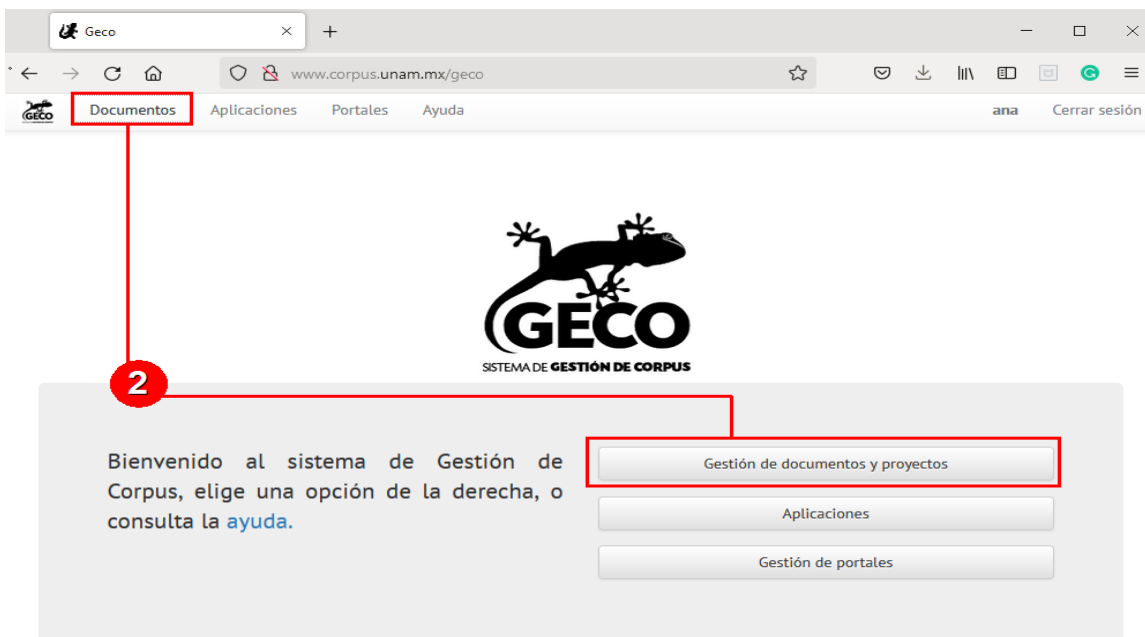 Geco
www.corpus.unam.mx/geco
GECO Documentos Aplicaciones Portales Ayuda ana Cerrar sesión
GECO
SISTEMA DE GESTIÓN DE CORPUS
2
Bienvenido al sistema de Gestión de
Corpus, elige una opción de la derecha, o
consulta la ayuda.
Gestión de documentos y proyectos
Aplicaciones
Gestión de portales